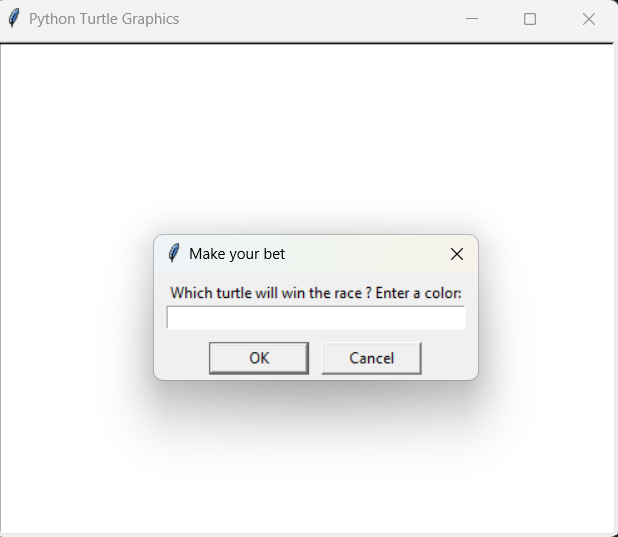 Python Turtle Graphics
Make your bet
Which turtle will win the race ? Enter a color:
OK
Cancel